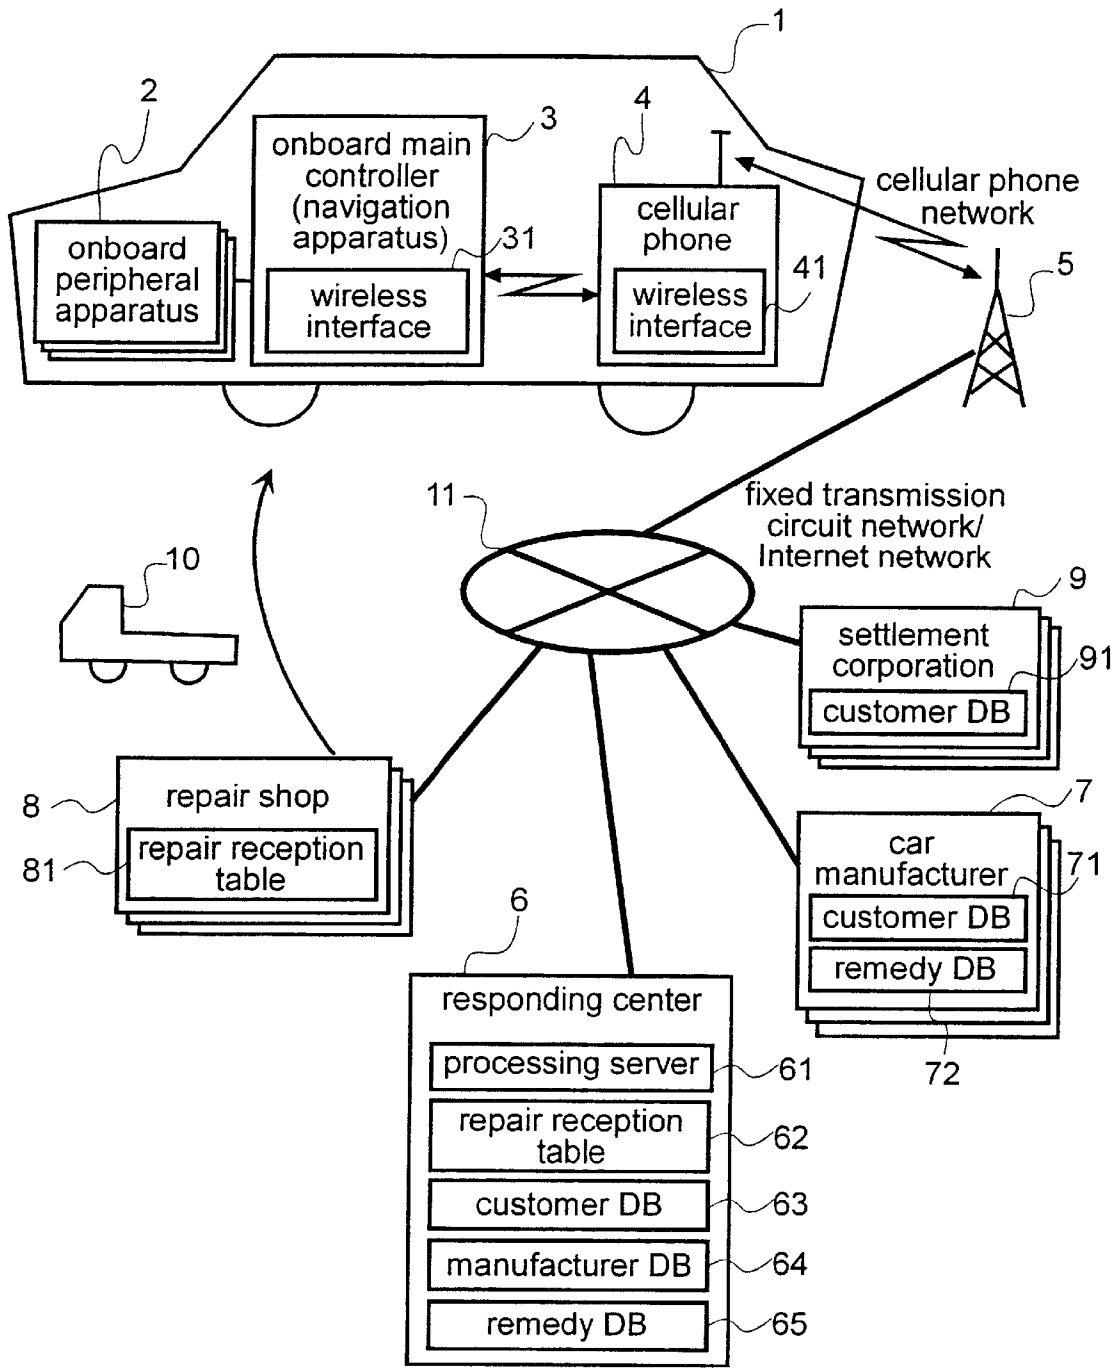 1
2
3
4
onboard main
controller
(navigation
apparatus)
31
wireless
interface
onboard
peripheral
apparatus
cellular
phone
41
wireless
interface
cellular phone
network
5
11
fixed transmission
circuit network/
Internet network
10
9
settlement
corporation
91
customer DB
8
repair shop
81
repair reception
table
7
car
manufacturer
71
customer DB
remedy DB
72
6
responding center
processing server
61
repair reception
table
62
customer DB
63
manufacturer DB
64
remedy DB
65